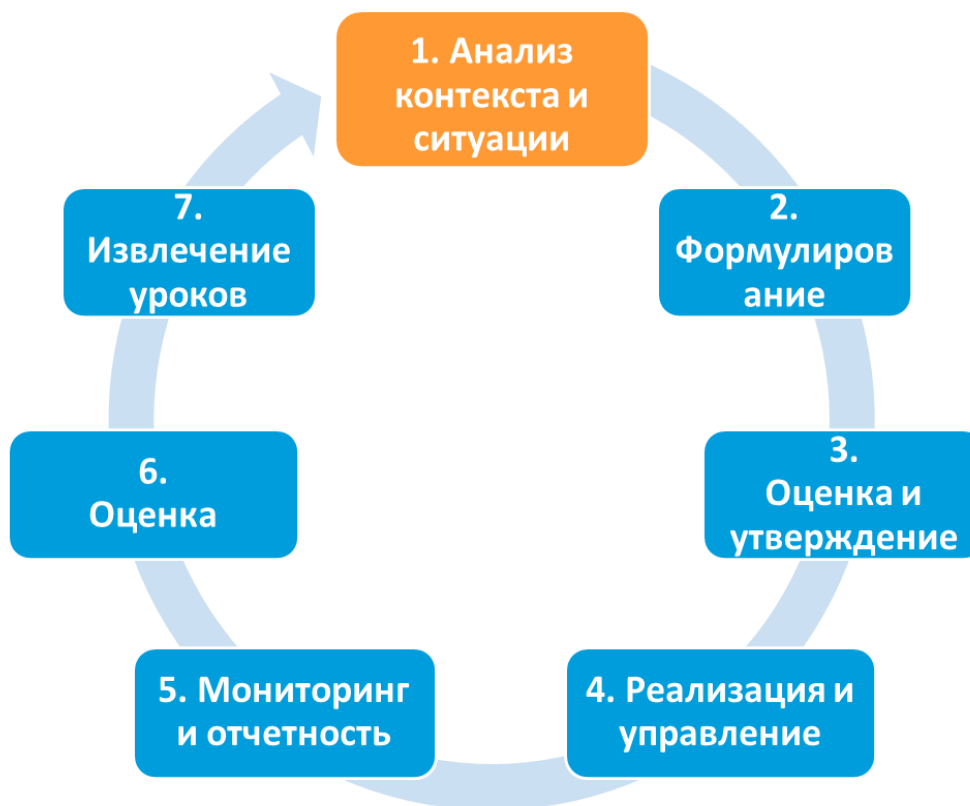 1. Анализ
контекста и
ситуации
2.
Формулиров
ание
3.
Оценка и
утверждение
4. Реализация и
управление
5. Мониторинг
и отчетность
6.
Оценка
7.
Извлечение
уроков